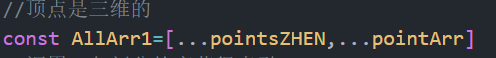 //顶点是三维的
const AllArr1=[...pointsZHEN,...pointArr]